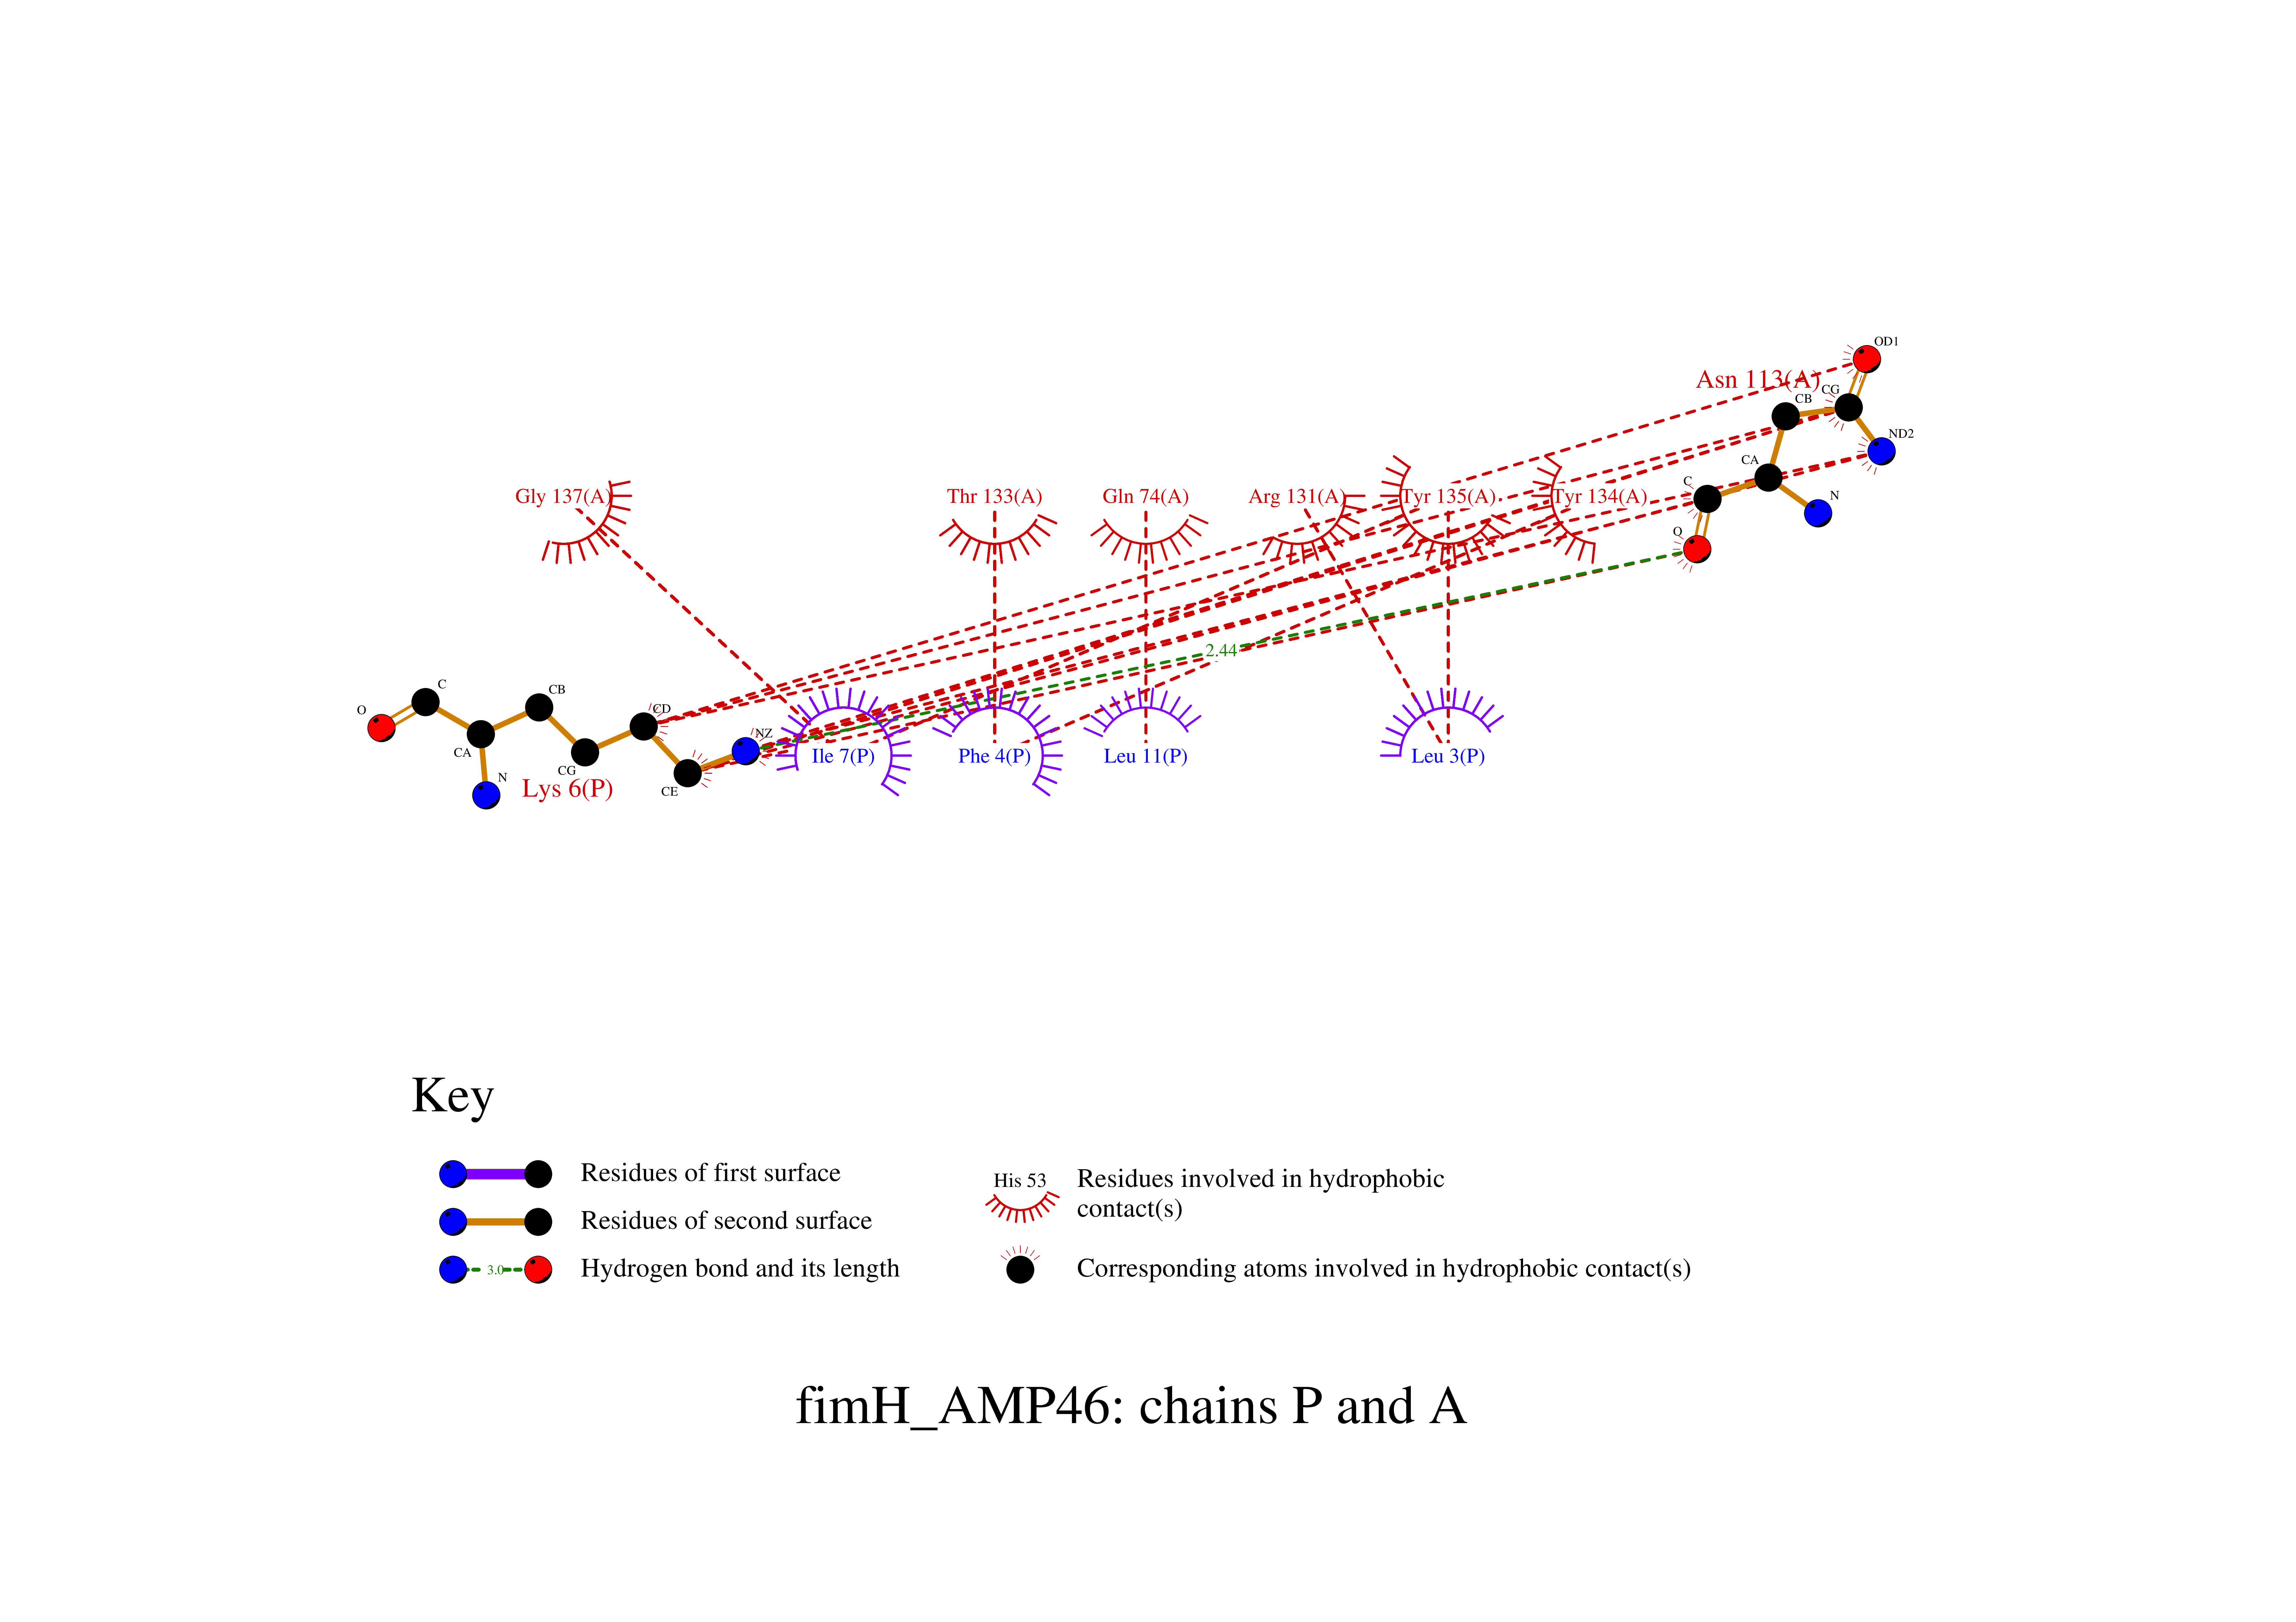 OD1
Asn 113(A)
CG
CB
ND2
CA
C
N
O
Gly 137(A)
Thr 133(A)
Gln 74(A)
Arg 131(A)
Tyr 135(A)
Tyr 134(A)
2.44
C
O
CB
CD
NZ
CA
CG
N
CE
Lys 6(P)
Ile 7(P)
Phe 4(P)
Leu 11(P)
Leu 3(P)
Key
Residues of first surface
Residues of second surface
3.0
Hydrogen bond and its length
His 53
Residues involved in hydrophobic
contact(s)
Corresponding atoms involved in hydrophobic contact(s)
fimH_AMP46: chains P and A